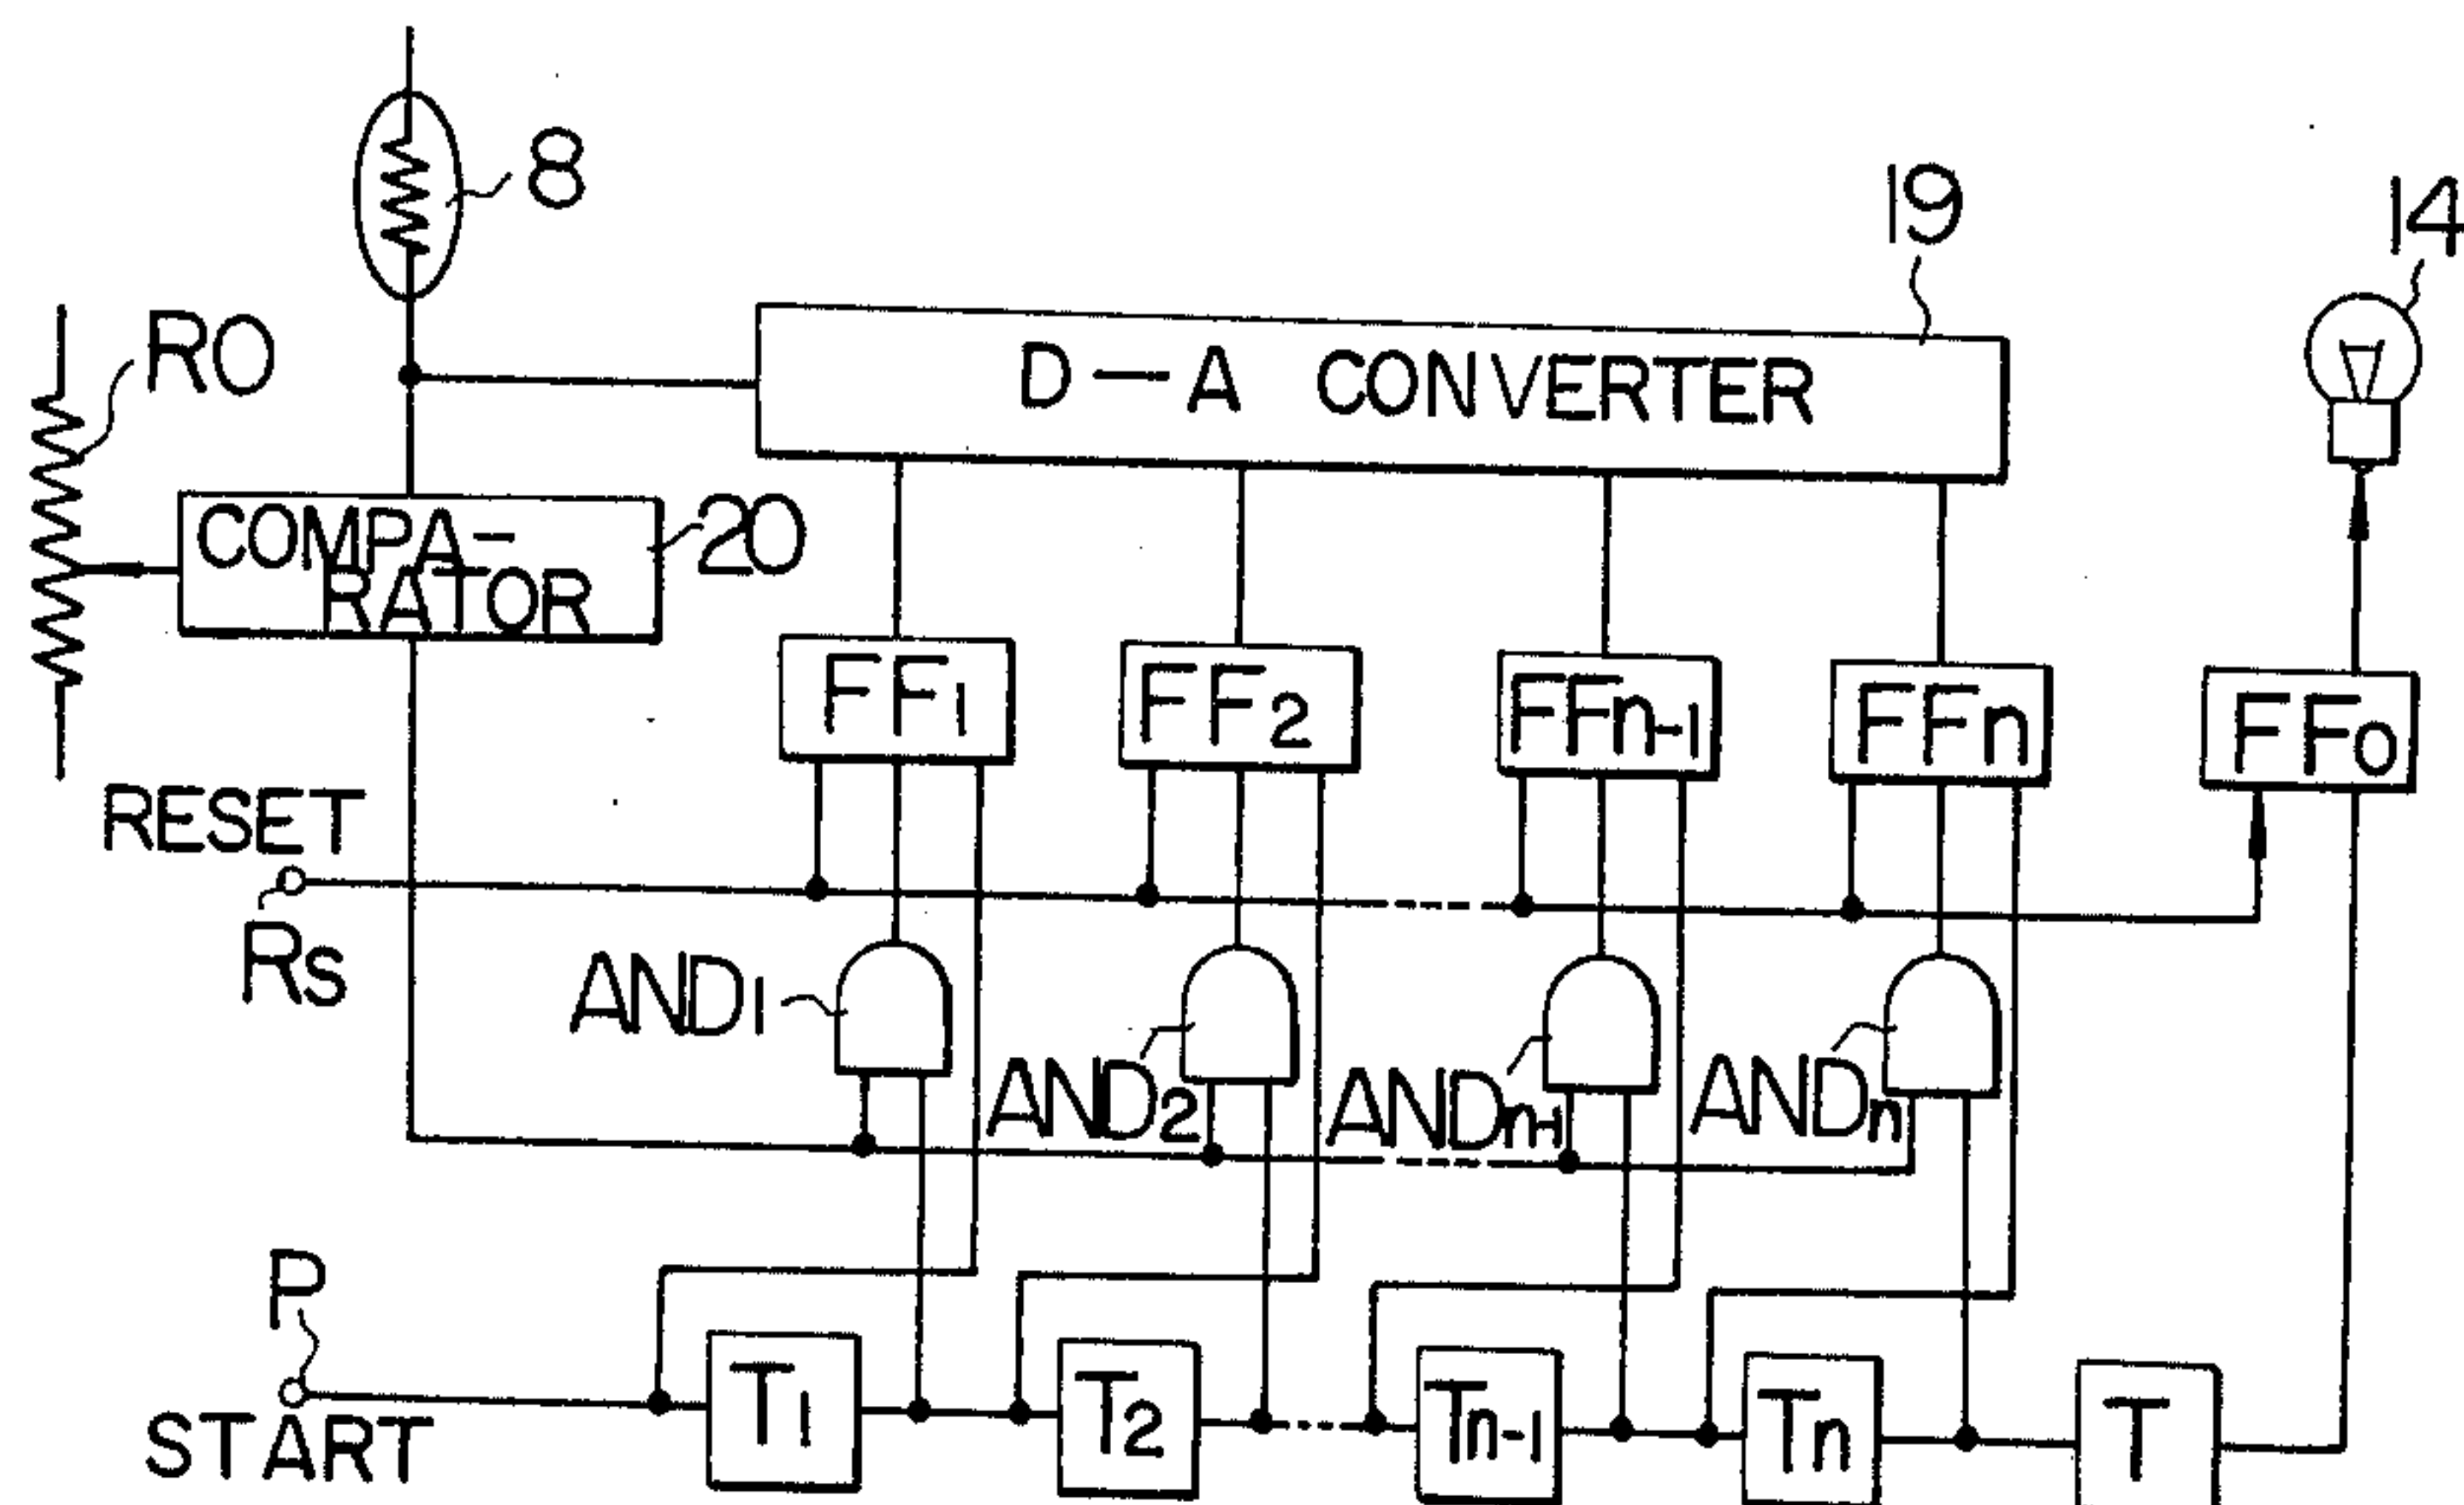 8
19
14
RO
D-A CONVERTER
COMPA-
RATOR
20
FF1
FF2
FFn-1
FFn
FFo
RESET
Rs
AND1
AND2
ANDn-1
ANDn
P
START
T1
T2
Tn-1
Tn
T